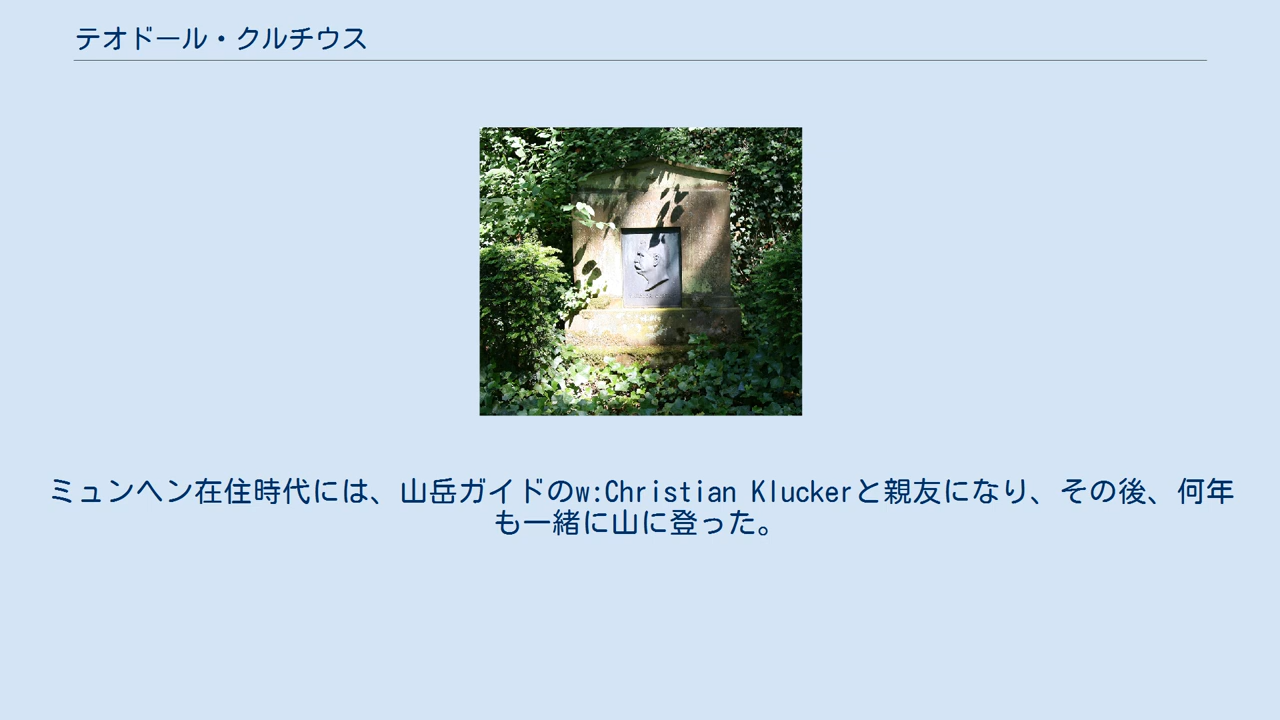 テオドール・クルチウス
ミュンヘン在住時代には、山岳ガイドのw:Christian Kluckerと親友になり、その後、何年
も一緒に山に登った。